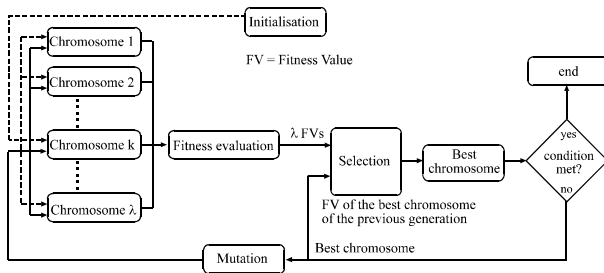 Initialisation
FV = Fitness Value
Chromosome 1
Chromosome 2
Chromosome k
Chromosome λ
Fitness evaluation
λ FVs
Selection
FV of the best chromosome
of the previous generation
Best
chromosome
end
yes
condition
met?
no
Best chromosome
Mutation